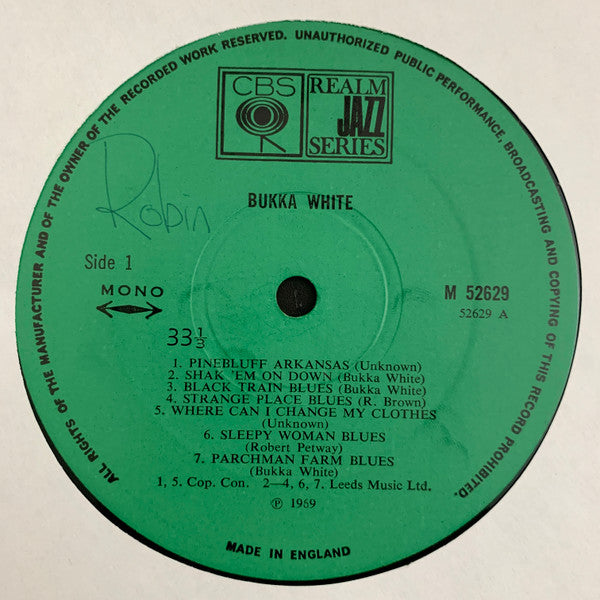 ALL RIGHTS OF THE MANUFACTURER AND OF THE OWNER OF THE RECORDED WORK RESERVED. UNAUTHORIZED PUBLIC PERFORMANCE, BROADCASTING AND COPYING OF THIS RECORD PROHIBITED.
CBS
REALM
JAZZ
SERIES
Robin
BUKKA WHITE
Side 1
MONO
M 52629
52629 A
33 1/3
1. PINEBLUFF ARKANSAS (Unknown)
2. SHAK 'EM ON DOWN (Bukka White)
3. BLACK TRAIN BLUES (Bukka White)
4. STRANGE PLACE BLUES (R. Brown)
5. WHERE CAN I CHANGE MY CLOTHES
(Unknown)
6. SLEEPY WOMAN BLUES
(Robert Petway)
7. PARCHMAN FARM BLUES
(Bukka White)
1, 5. Cop. Con. 2—4, 6, 7. Leeds Music Ltd.
℗ 1969
MADE IN ENGLAND